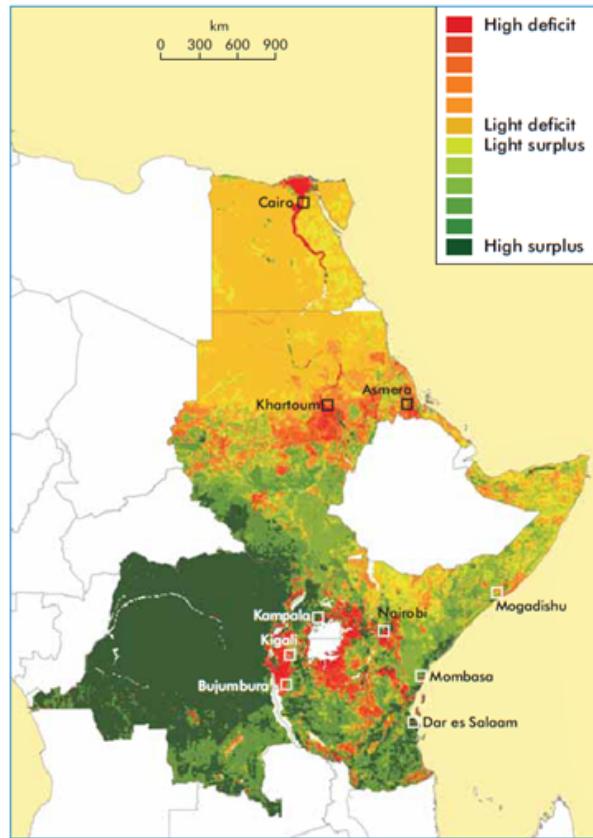 km
0 300 600 900
High deficit
Light deficit
Light surplus
High surplus
Cairo
Khartoum
Asmera
Mogadishu
Kampala
Nairobi
Kigali
Bujumbura
Mombasa
Dar es Salaam